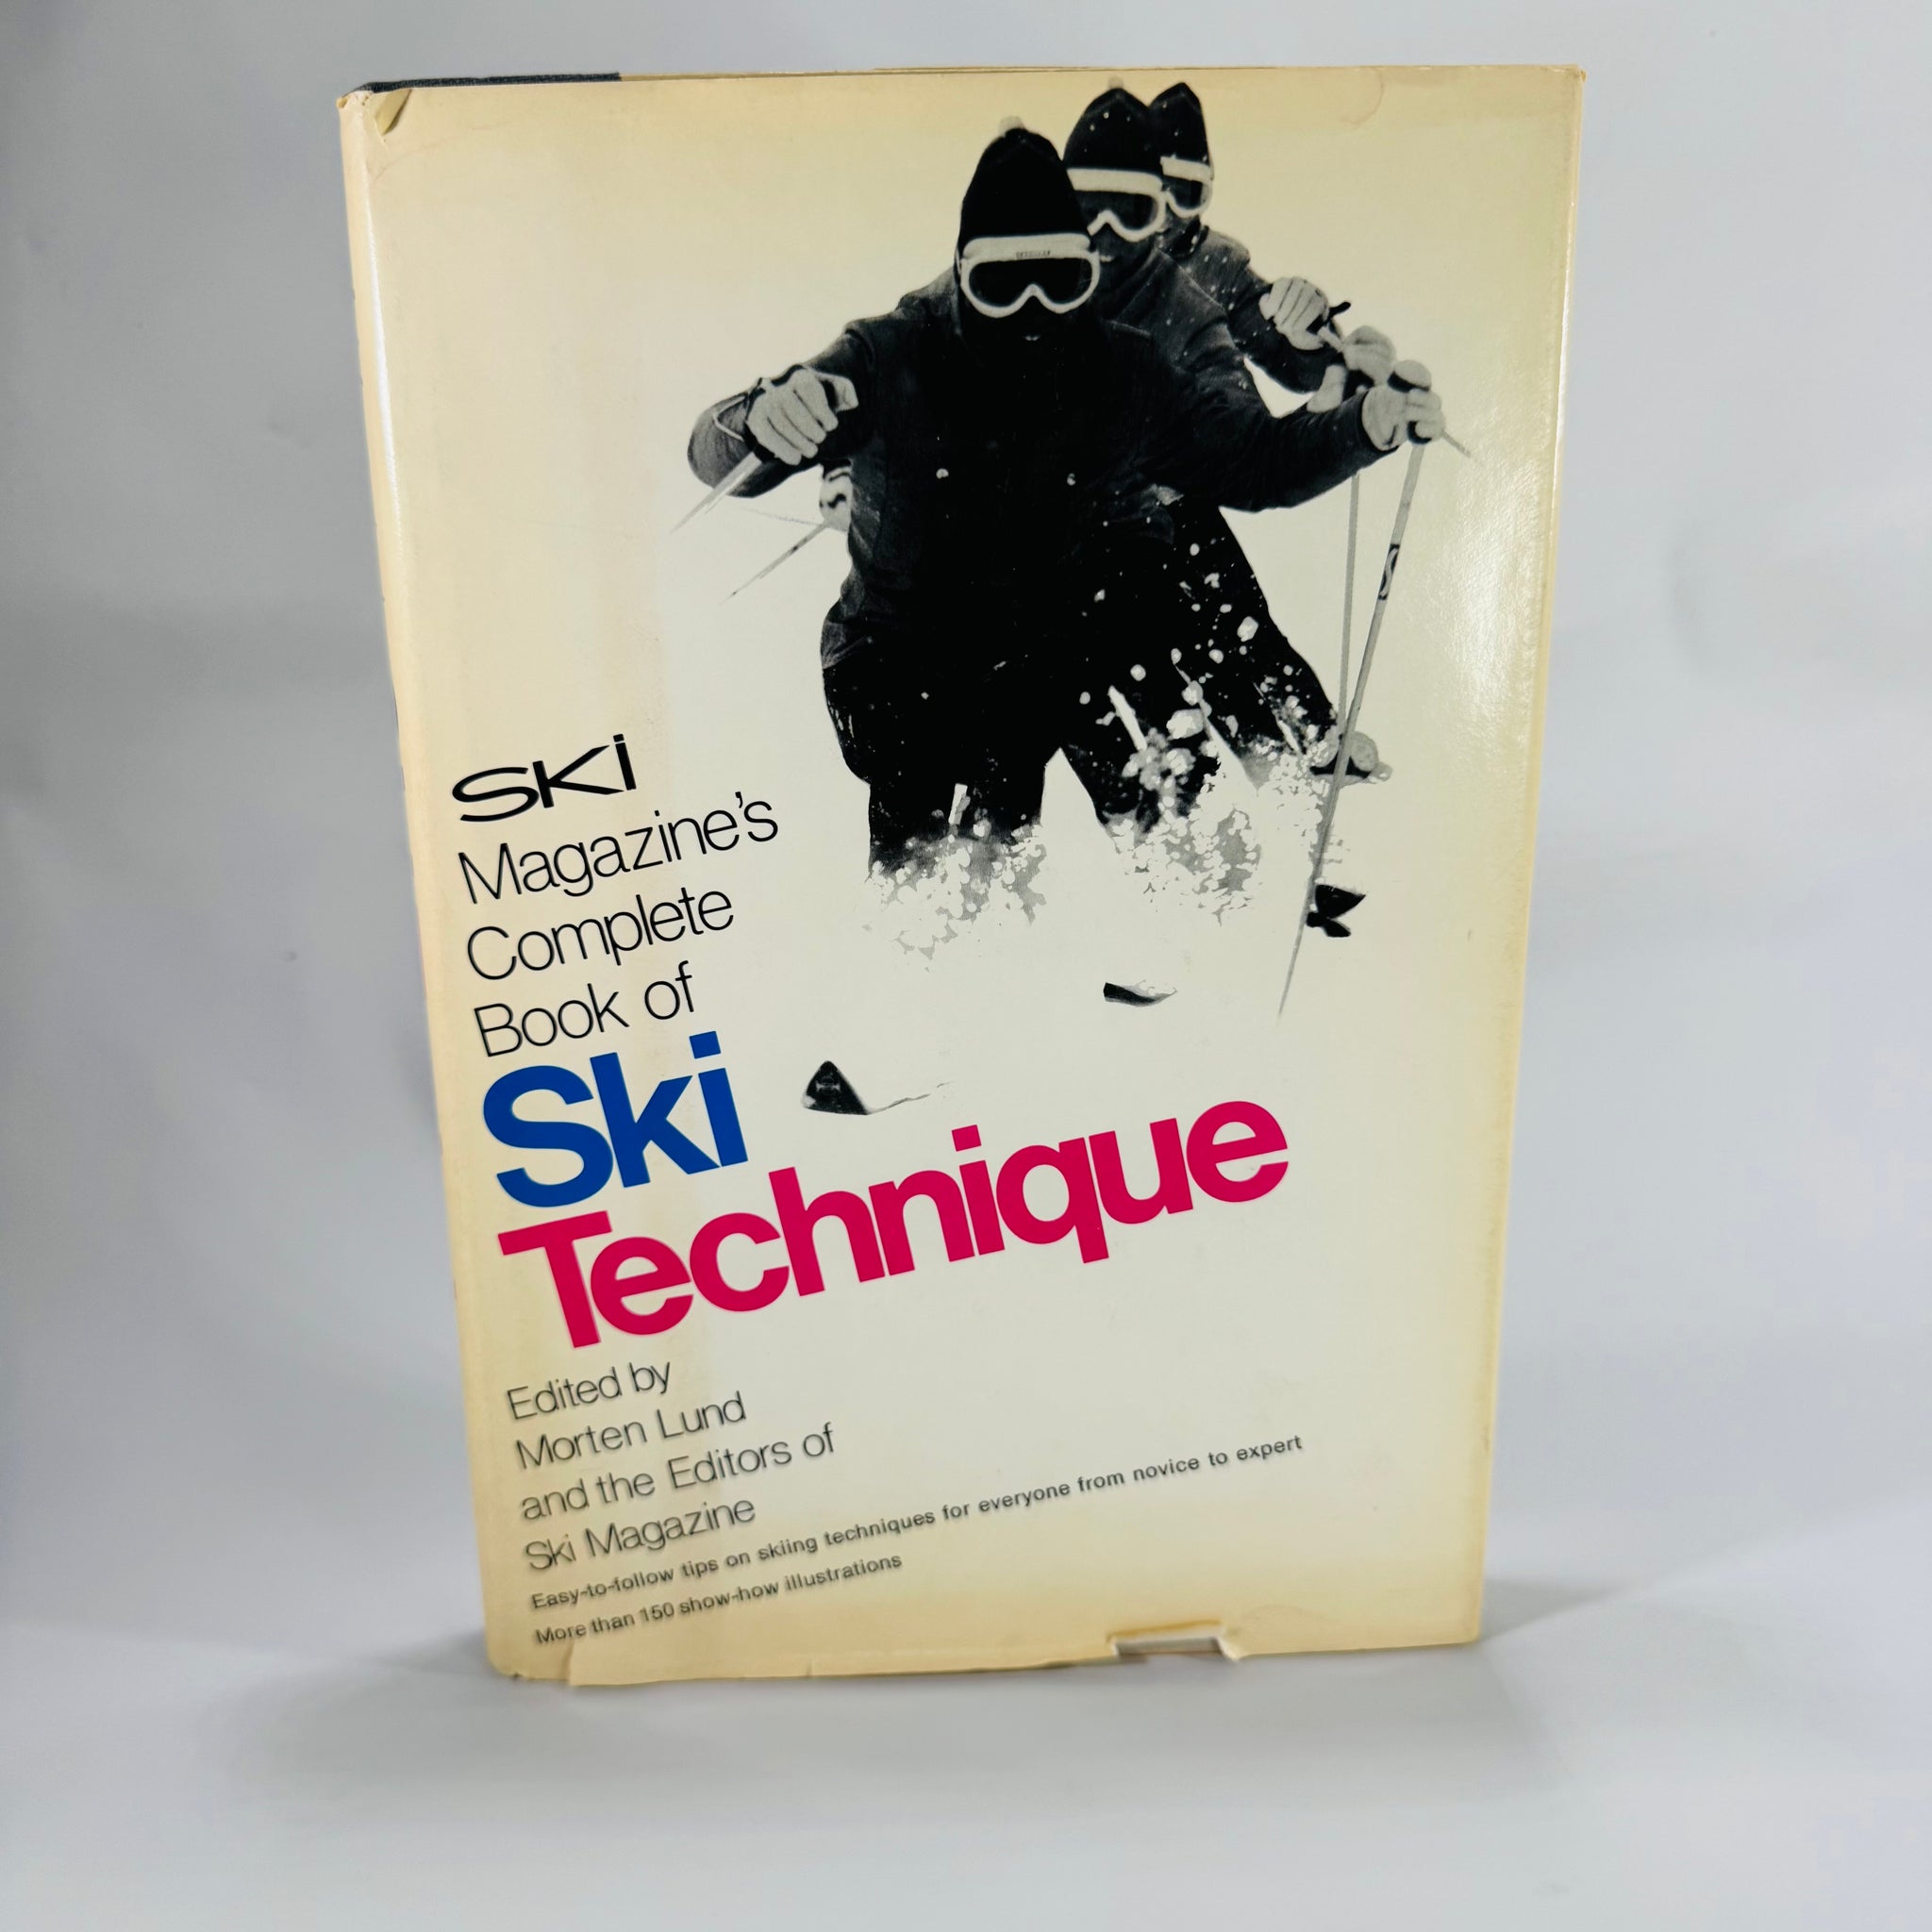 SKi
Magazine's
Complete
Book of
Ski
Technique
Edited by
Morten Lund
and the Editors of
Ski Magazine
Easy-to-follow tips on skiing techniques for everyone from novice to expert
More than 150 show-how illustrations